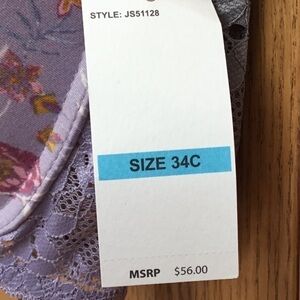 STYLE: JS51128
SIZE 34C
MSRP $56.00